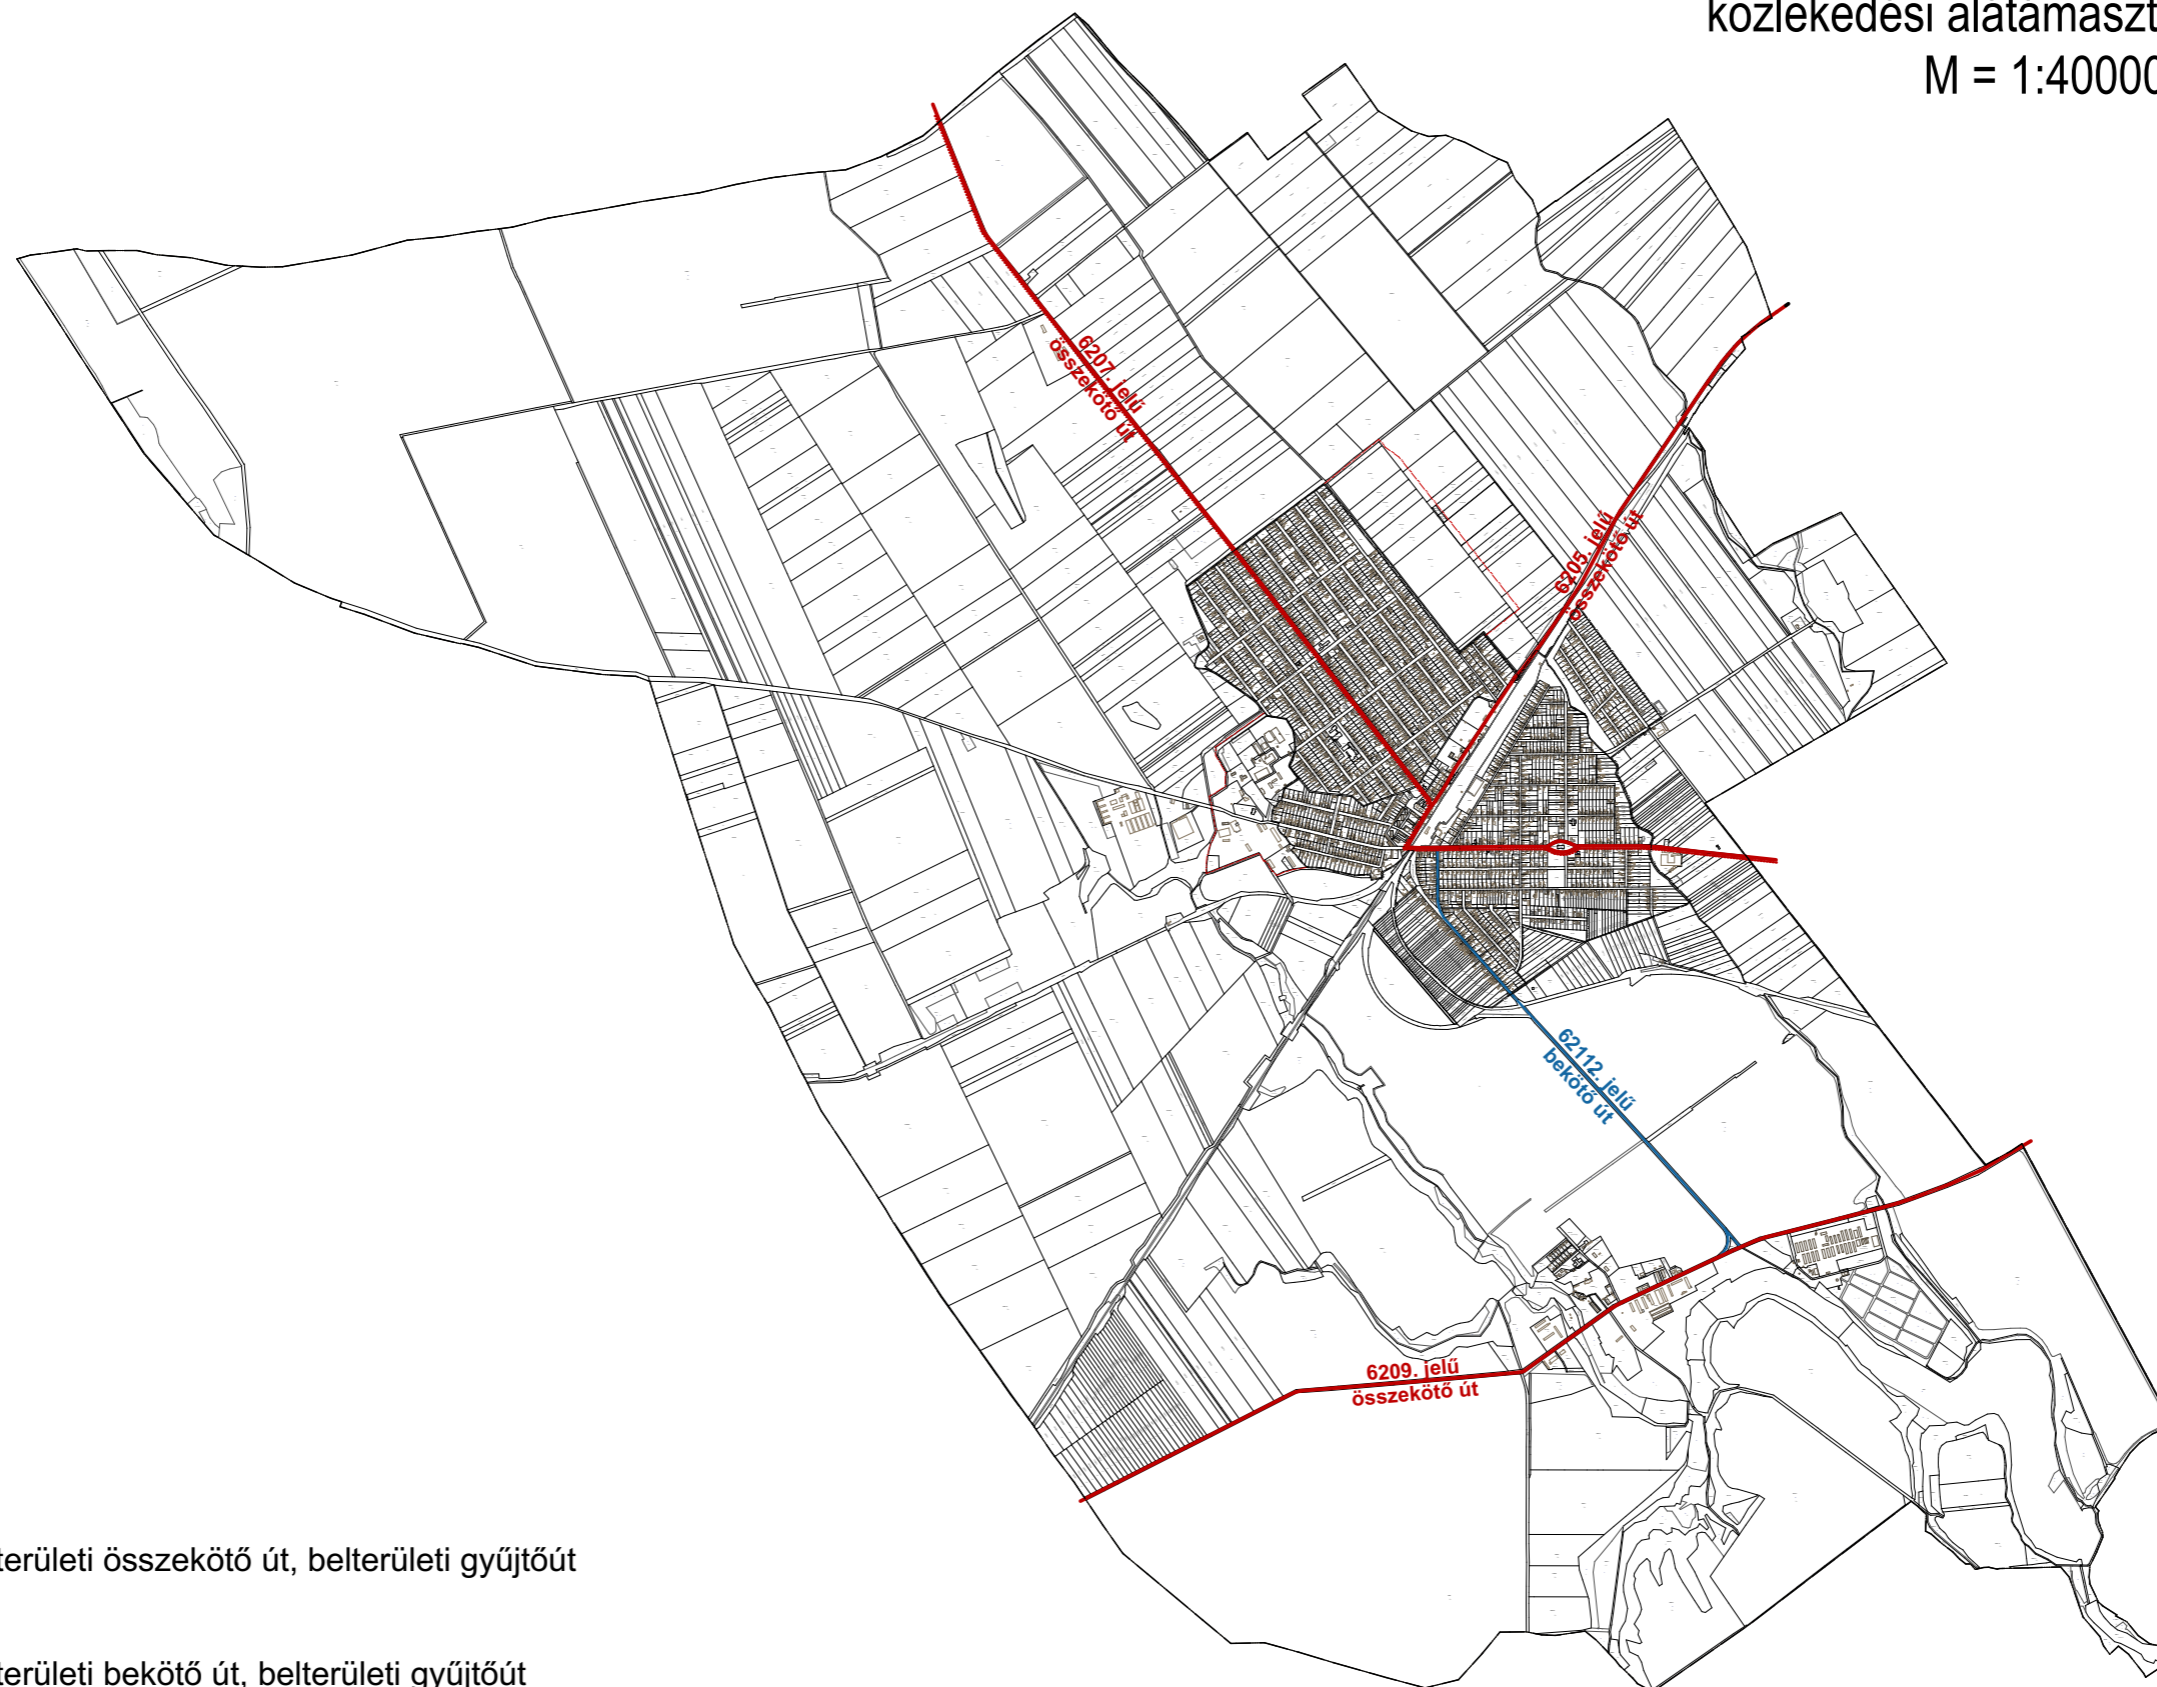 közlekedési alátámaszt
M = 1:40000
6207. jelű
összekötő út
6205. jelű
összekötő út
62112. jelű
bekötő út
6209. jelű
összekötő út
területi összekötő út, belterületi gyűjtőút
területi bekötő út, belterületi gyűjtőút